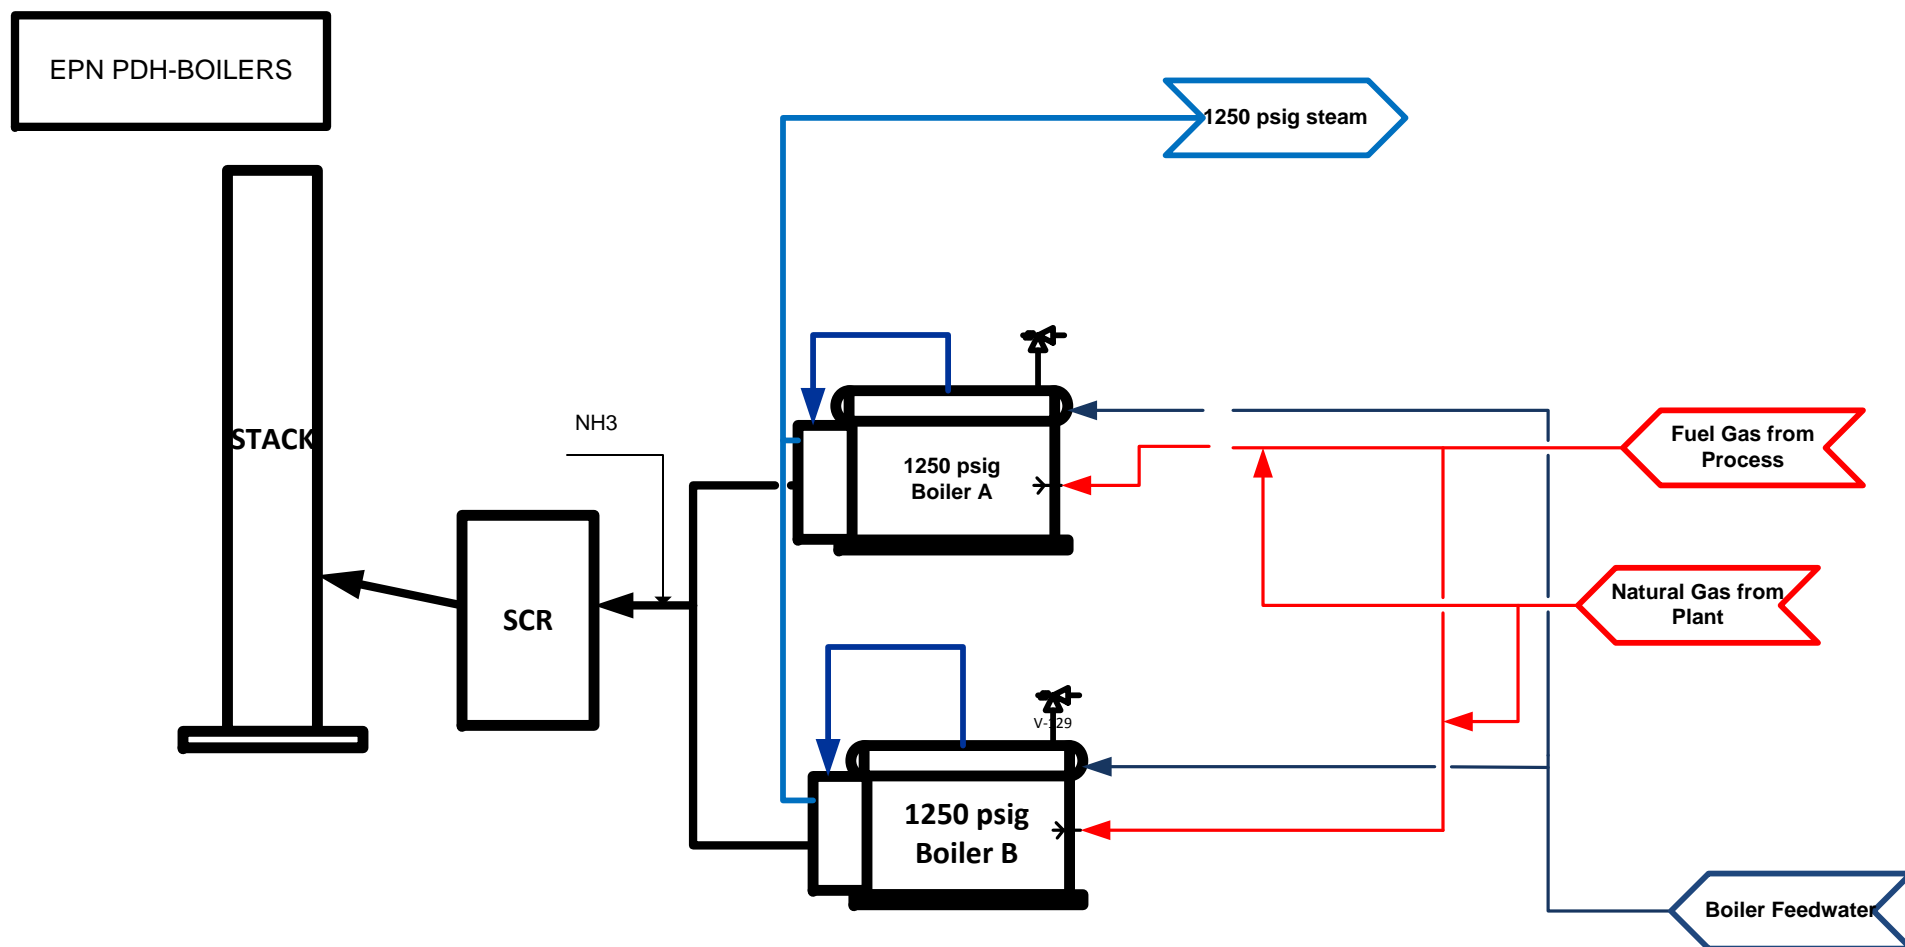 EPN PDH-BOILERS
1250 psig steam
STACK
NH3
1250 psig
Boiler A
Fuel Gas from
Process
SCR
Natural Gas from
Plant
V-129
1250 psig
Boiler B
Boiler Feedwater